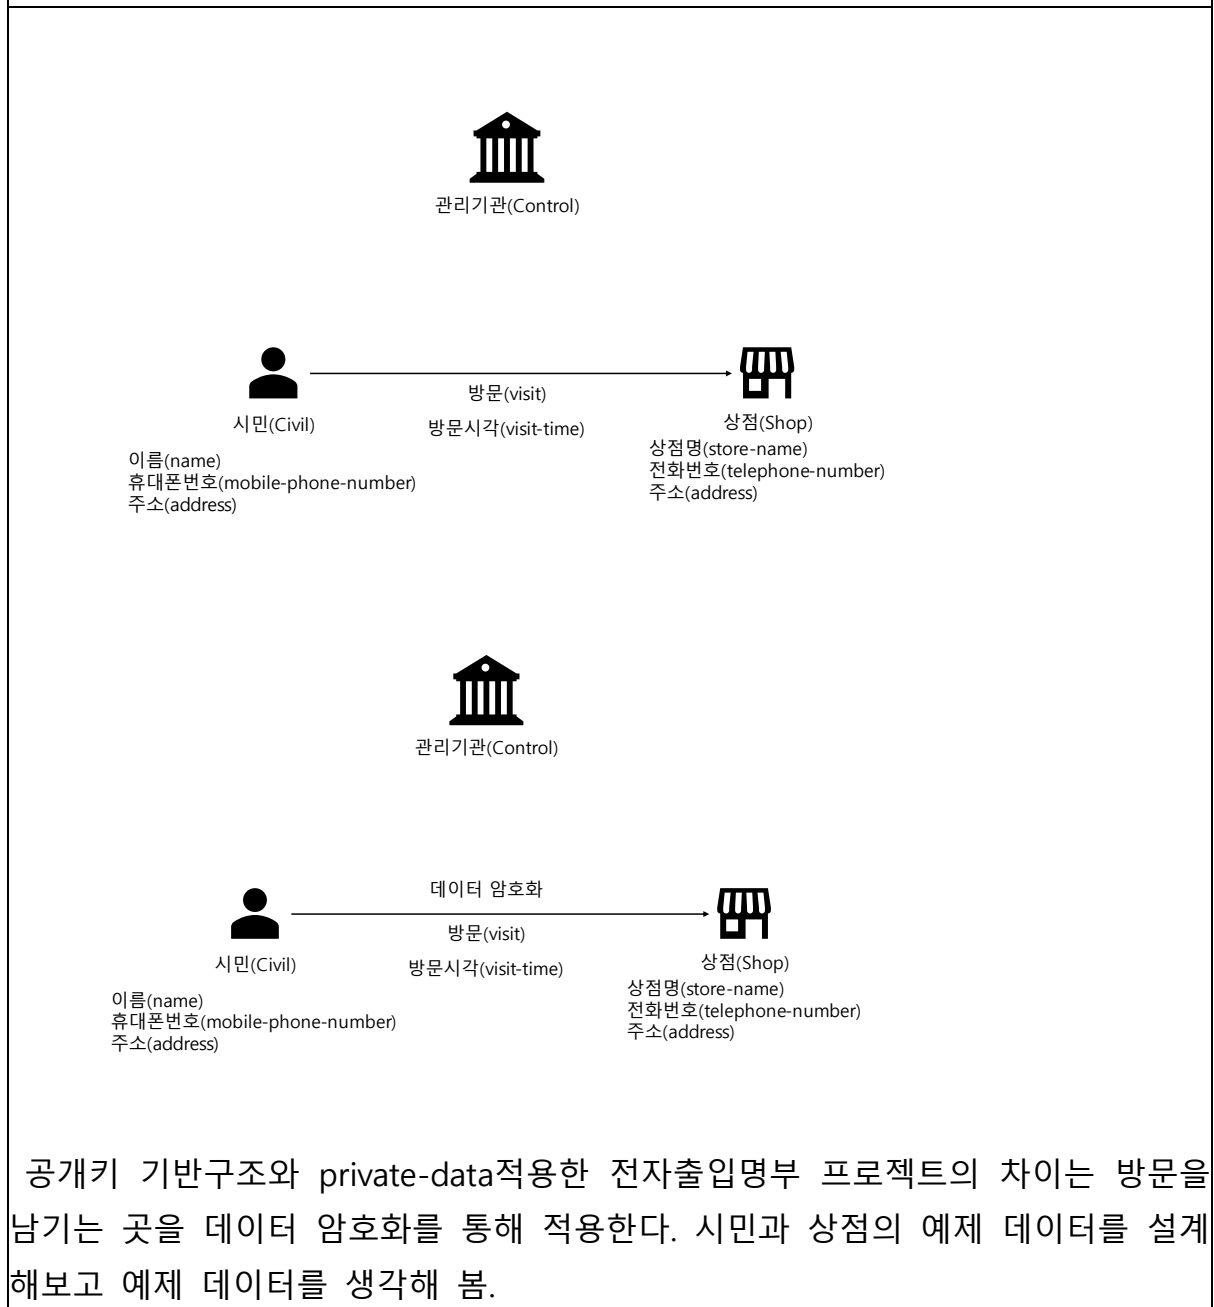 관리기관(Control)
방문(visit)
방문시각(visit-time)
시민(Civil)
이름(name)
휴대폰번호(mobile-phone-number)
주소(address)
상점(Shop)
상점명(store-name)
전화번호(telephone-number)
주소(address)
관리기관(Control)
데이터 암호화
방문(visit)
방문시각(visit-time)
시민(Civil)
이름(name)
휴대폰번호(mobile-phone-number)
주소(address)
상점(Shop)
상점명(store-name)
전화번호(telephone-number)
주소(address)
공개키 기반구조와 private-data적용한 전자출입명부 프로젝트의 차이는 방문을
남기는 곳을 데이터 암호화를 통해 적용한다. 시민과 상점의 예제 데이터를 설계
해보고 예제 데이터를 생각해 봄.